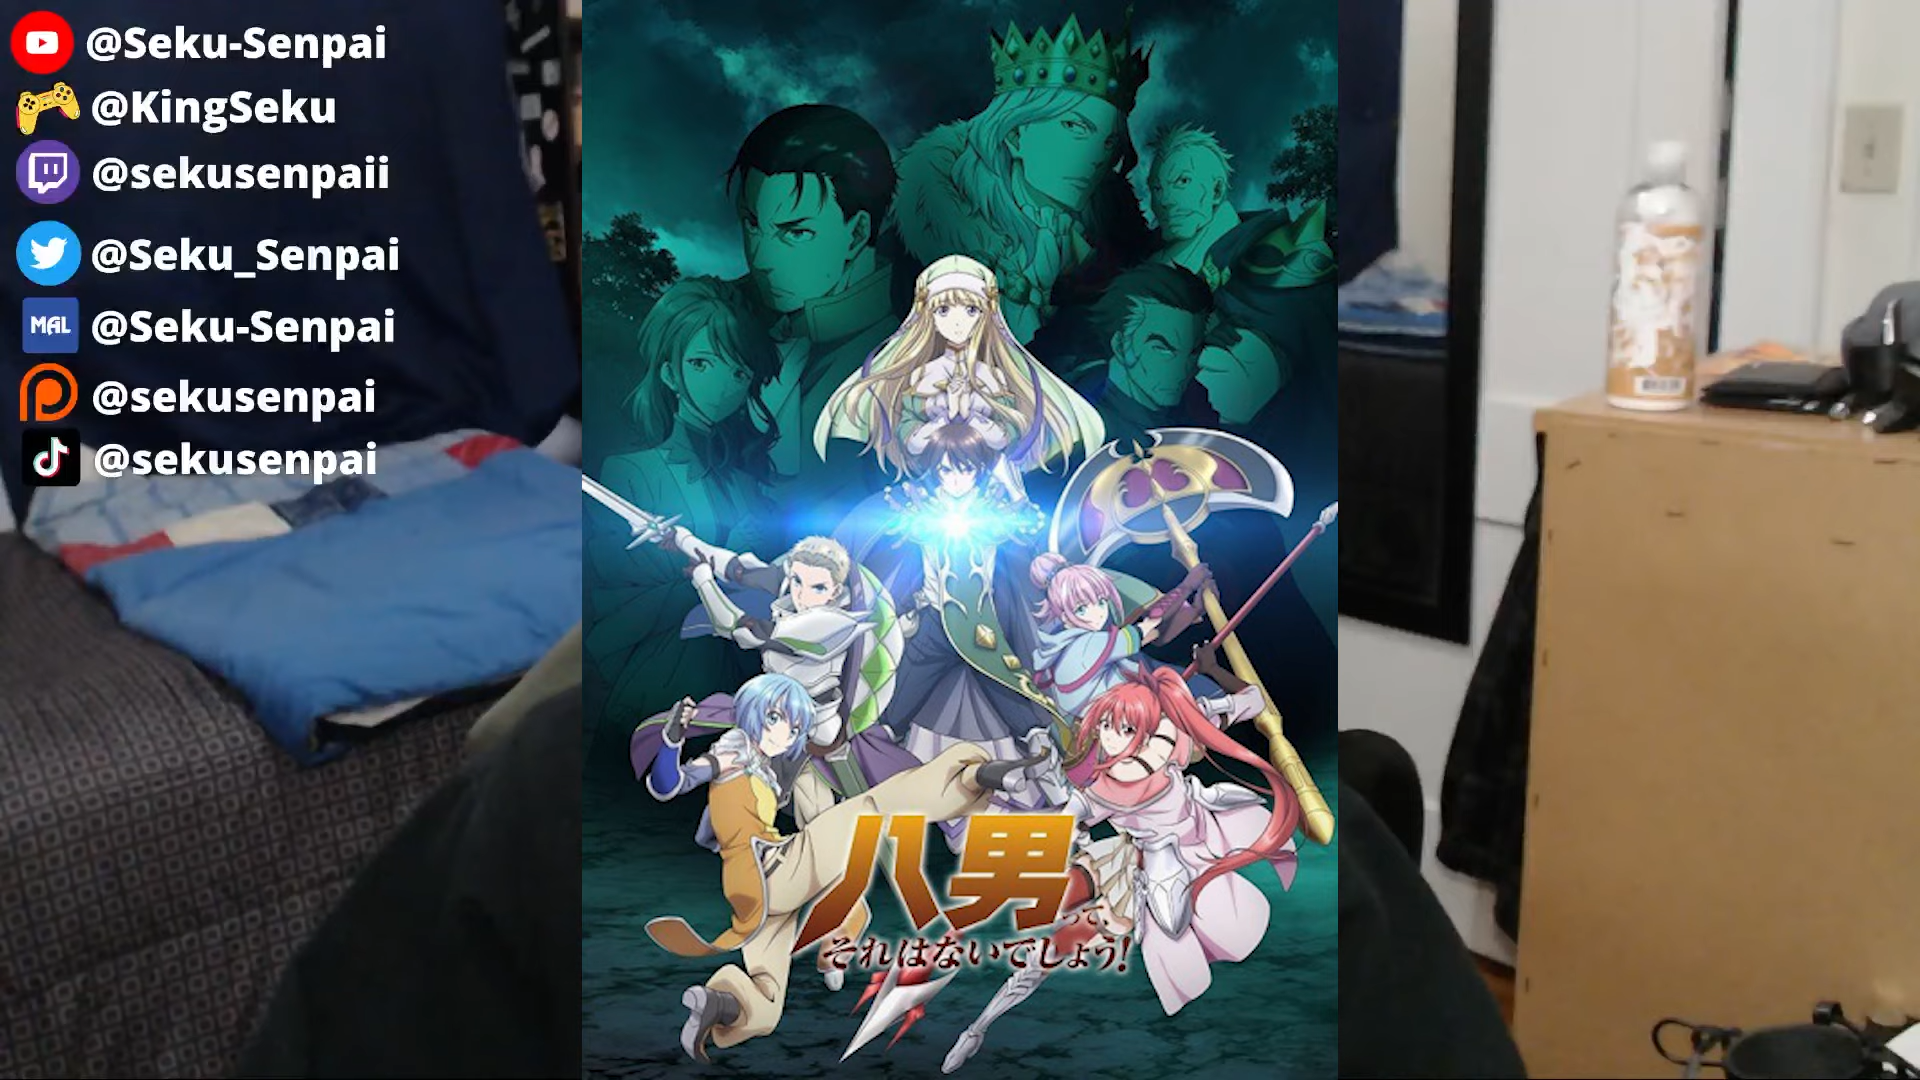 @Seku-Senpai
@KingSeku
@sekusenpaii
@Seku_Senpai
MAL
@Seku-Senpai
@sekusenpai
@sekusenpai
八男って、
それはないでしょう!